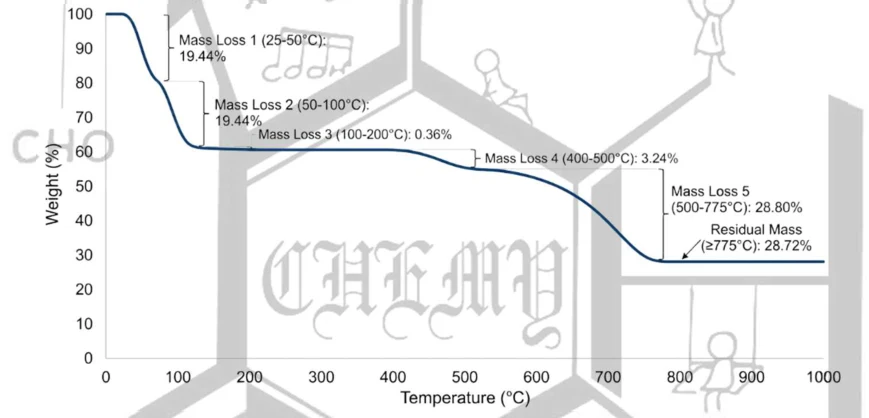 100
90
80
70
60
50
40
30
20
10
0
Weight (%)
Mass Loss 1 (25-50°C):
19.44%
Mass Loss 2 (50-100°C):
19.44%
Mass Loss 3 (100-200°C): 0.36%
Mass Loss 4 (400-500°C): 3.24%
Mass Loss 5
(500-775°C): 28.80%
Residual Mass
(≥775°C): 28.72%
CHO
CHEMY
0 100 200 300 400 500 600 700 800 900 1000
Temperature (°C)